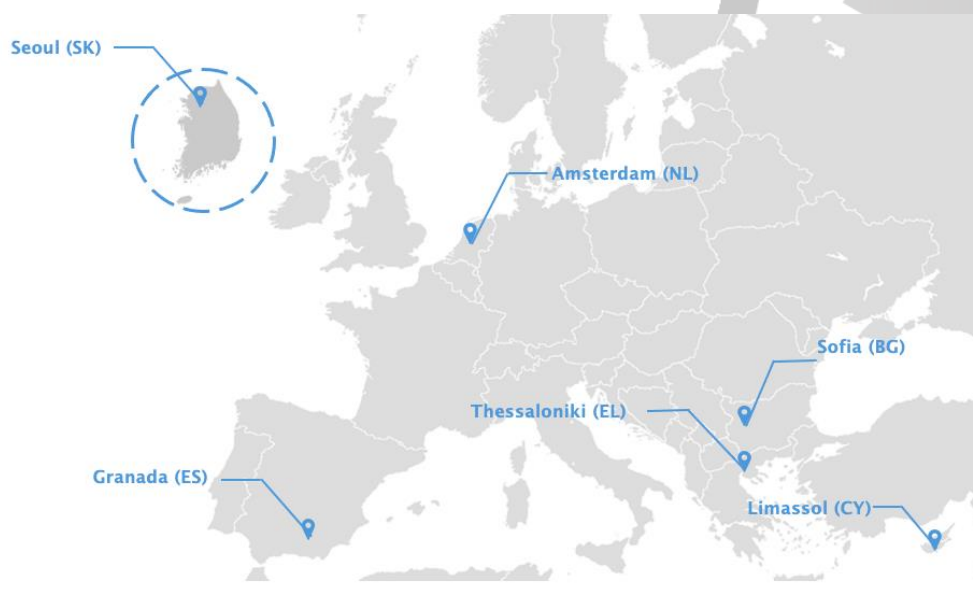 Seoul (SK)
Amsterdam (NL)
Sofia (BG)
Thessaloniki (EL)
Granada (ES)
Limassol (CY)